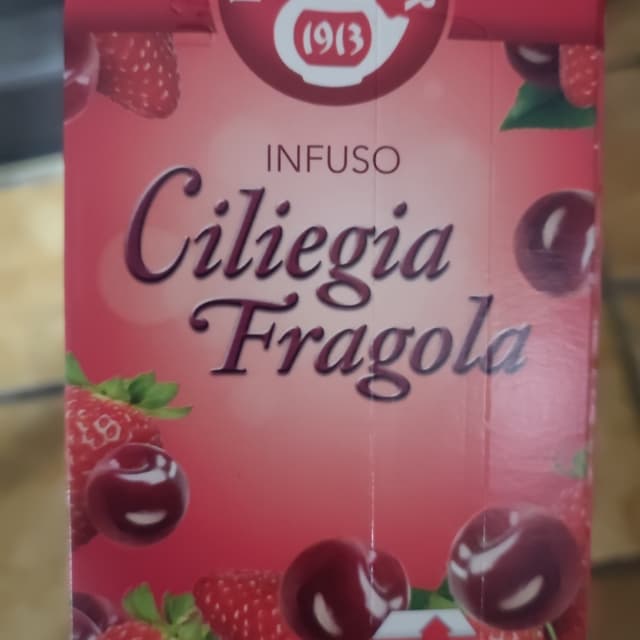 1913
INFUSO
Ciliegia
Fragola